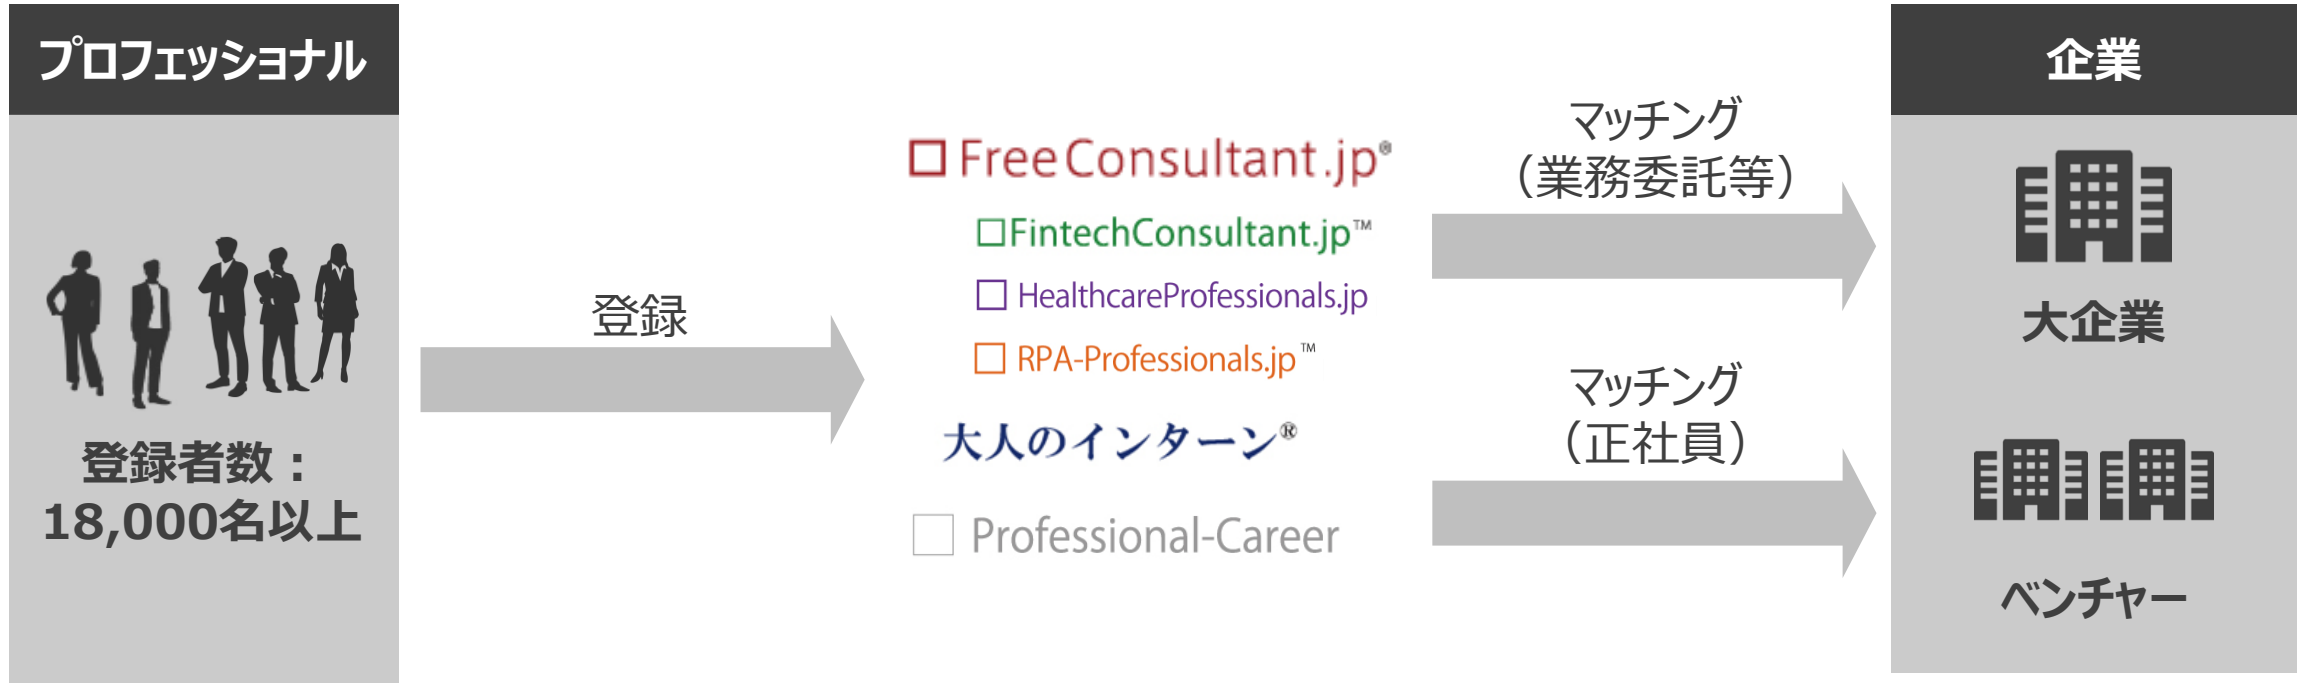 プロフェッショナル
登録者数：
18,000名以上
登録
FreeConsultant.jp®
FintechConsultant.jp™
HealthcareProfessionals.jp
RPA-Professionals.jp™
大人のインターン®
Professional-Career
マッチング
（業務委託等）
マッチング
（正社員）
企業
大企業
ベンチャー